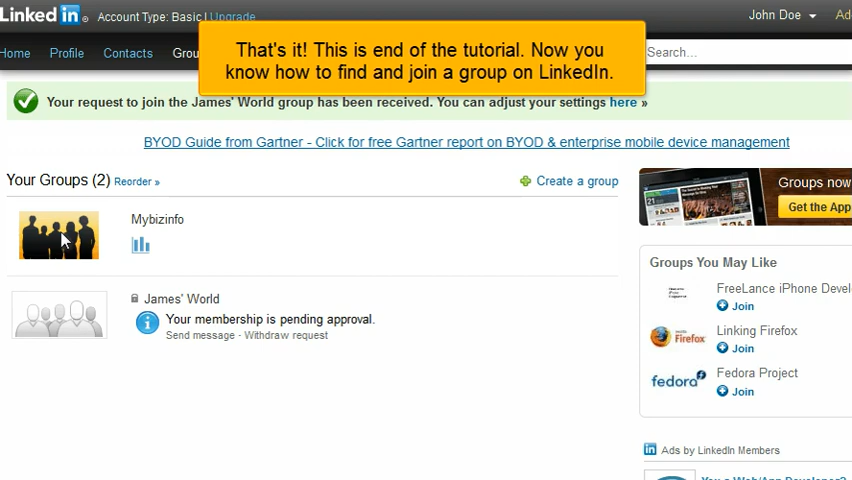 Linked in
Account Type: Basic | Upgrade
John Doe
Home Profile Contacts
Search...
That's it! This is end of the tutorial. Now you
know how to find and join a group on LinkedIn.
Your request to join the James' World group has been received. You can adjust your settings here »
BYOD Guide from Gartner - Click for free Gartner report on BYOD & enterprise mobile device management
Your Groups (2) Reorder »
Create a group
Mybizinfo
James' World
Your membership is pending approval.
Send message - Withdraw request
Groups now
Get the App
Groups You May Like
FreeLance iPhone Devel
Join
Linking Firefox
Join
Fedora Project
Join
in Ads by LinkedIn Members